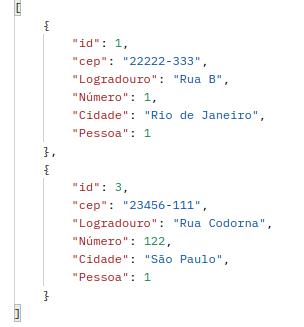 [
    {
        "id": 1,
        "cep": "22222-333",
        "Logradouro": "Rua B",
        "Número": 1,
        "Cidade": "Rio de Janeiro",
        "Pessoa": 1
    },
    {
        "id": 3,
        "cep": "23456-111",
        "Logradouro": "Rua Codorna",
        "Número": 122,
        "Cidade": "São Paulo",
        "Pessoa": 1
    }
]